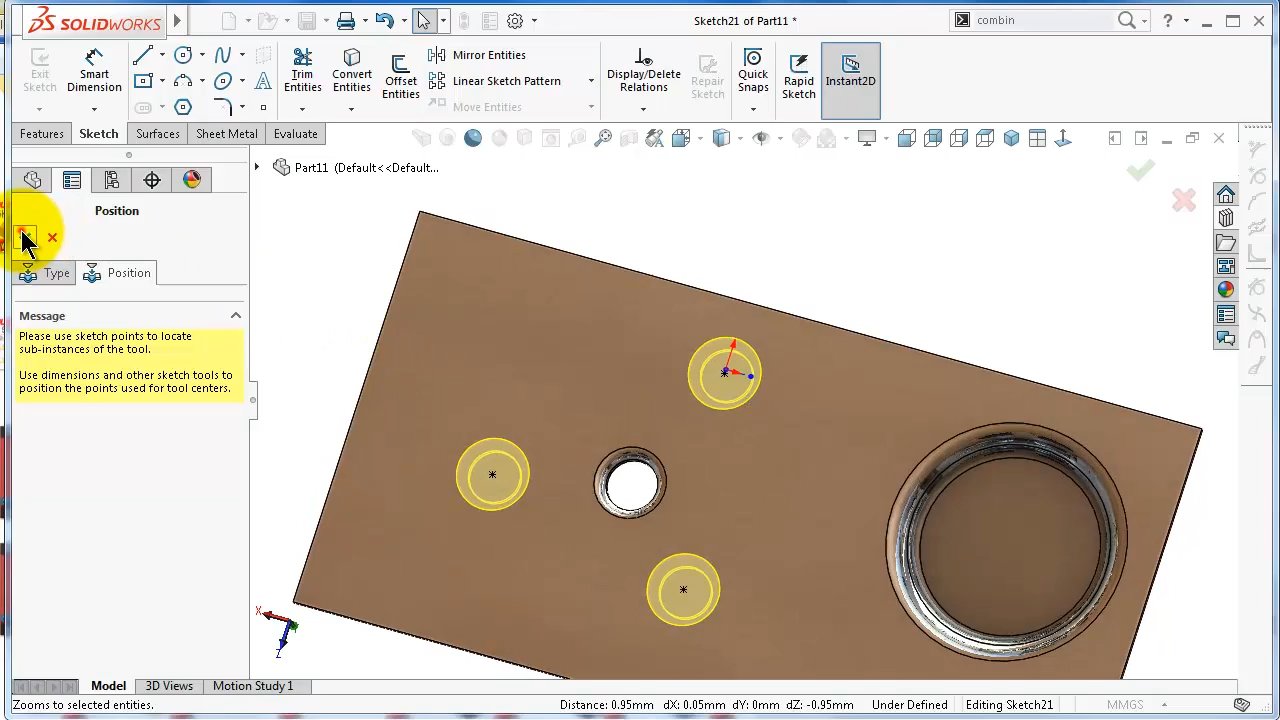 SOLIDWORKS
Sketch21 of Part11 *
combin
?
Exit
Sketch
Smart
Dimension
Trim
Entities
Convert
Entities
Offset
Entities
Mirror Entities
Linear Sketch Pattern
Move Entities
Display/Delete
Relations
Repair
Sketch
Quick
Snaps
Rapid
Sketch
Instant2D
Features
Sketch
Surfaces
Sheet Metal
Evaluate
Part11 (Default<<Default...
Position
Type
Position
Message
Please use sketch points to locate
sub-instances of the tool.
Use dimensions and other sketch tools to
position the points used for tool centers.
X
Z
Model
3D Views
Motion Study 1
Zooms to selected entities.
Distance: 0.95mm dX: 0.05mm dY: 0mm dZ: -0.95mm
Under Defined
Editing Sketch21
MMGS